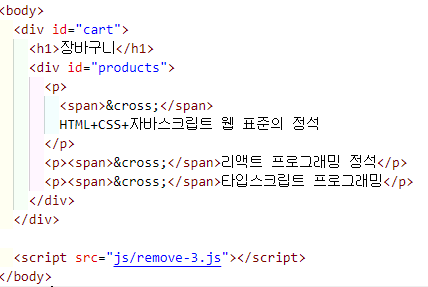 <body>
<div id="cart">
<h1>장바구니</h1>
<div id="products">
<p>
<span>&cross;</span>
HTML+CSS+자바스크립트 웹 표준의 정석
</p>
<p><span>&cross;</span>리액트 프로그래밍 정석</p>
<p><span>&cross;</span>타입스크립트 프로그래밍</p>
</div>
</div>
<script src="js/remove-3.js"></script>
</body>